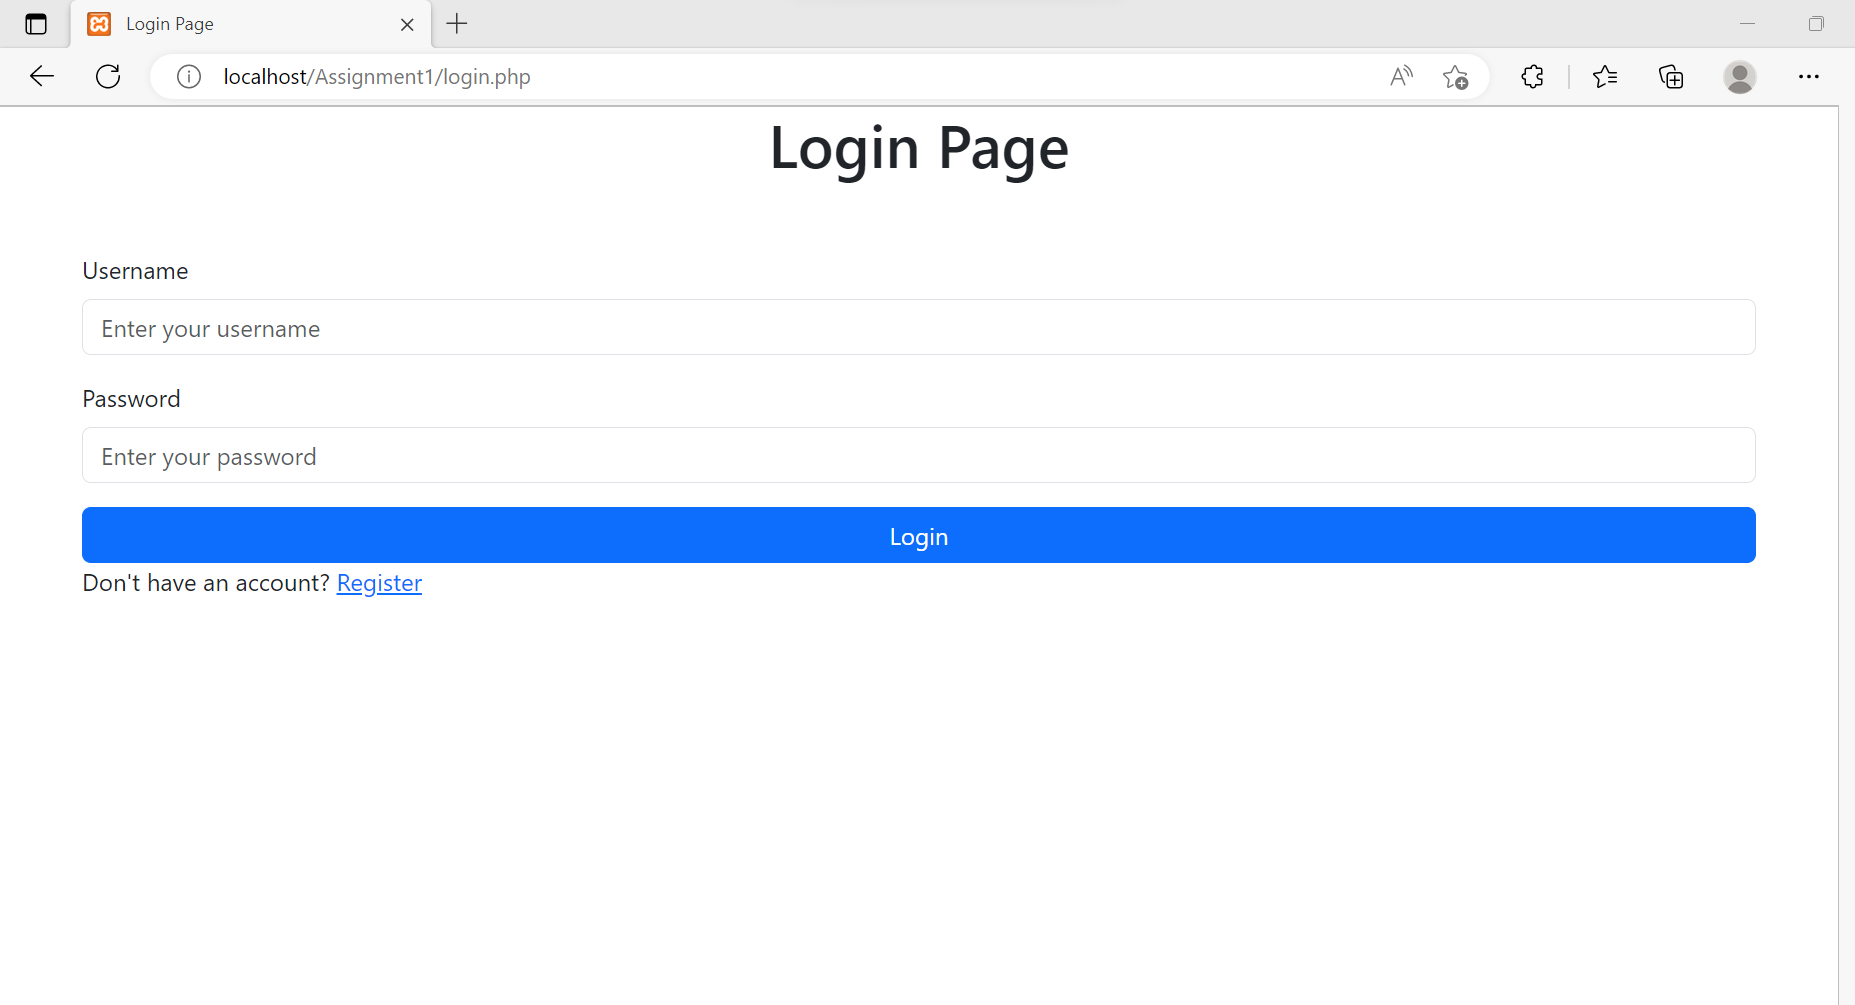 Login Page
localhost/Assignment1/login.php
Login Page
Username
Enter your username
Password
Enter your password
Login
Don't have an account? Register